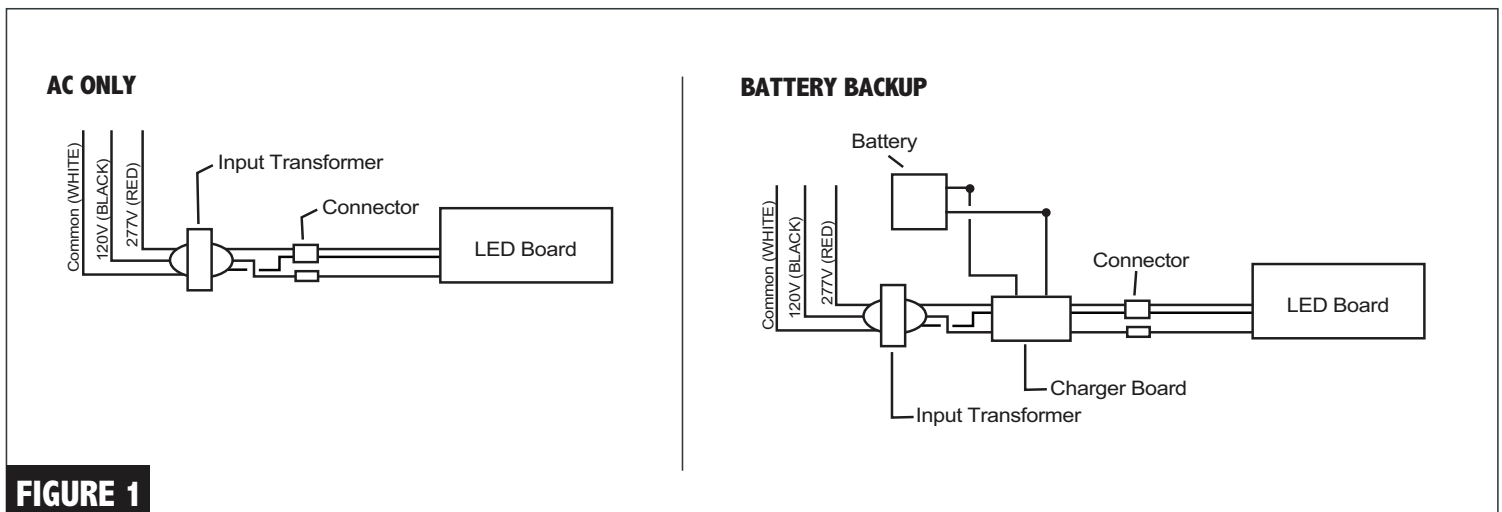 AC ONLY
Common (WHITE)
120V (BLACK)
277V (RED)
Input Transformer
Connector
LED Board
BATTERY BACKUP
Battery
Common (WHITE)
120V (BLACK)
277V (RED)
Connector
LED Board
Charger Board
Input Transformer
FIGURE 1